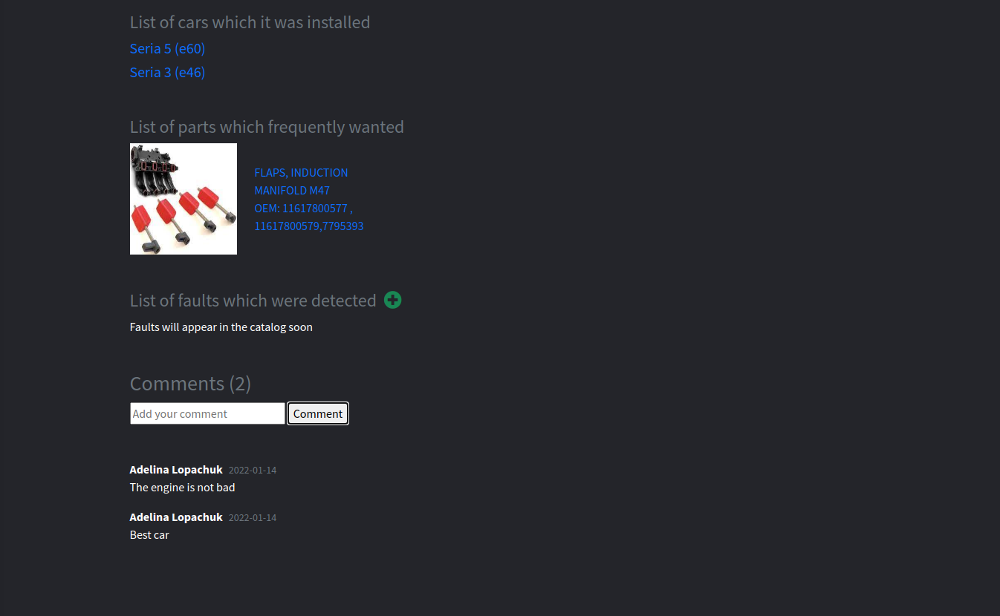 List of cars which it was installed
Seria 5 (e60)
Seria 3 (e46)
List of parts which frequently wanted
FLAPS, INDUCTION
MANIFOLD M47
OEM: 11617800577 ,
11617800579,7795393
List of faults which were detected
Faults will appear in the catalog soon
Comments (2)
Add your comment Comment
Adelina Lopachuk 2022-01-14
The engine is not bad
Adelina Lopachuk 2022-01-14
Best car